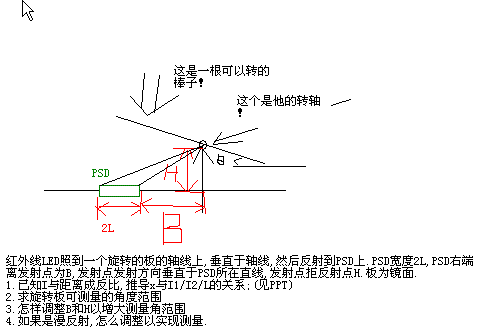 这是一根可以转的
棒子!
这个是他的转轴
!
θ
H
PSD
2L
B
红外线LED照到一个旋转的板的轴线上,垂直于轴线,然后反射到PSD上.PSD宽度2L,PSD右端
离发射点为B,发射点发射方向垂直于PSD所在直线,发射点拒反射点H.板为镜面.
1.已知I与距离成反比,推导x与I1/I2/L的关系;(见PPT)
2.求旋转板可测量的角度范围
3.怎样调整B和H以增大测量角范围
4.如果是漫反射,怎么调整以实现测量.